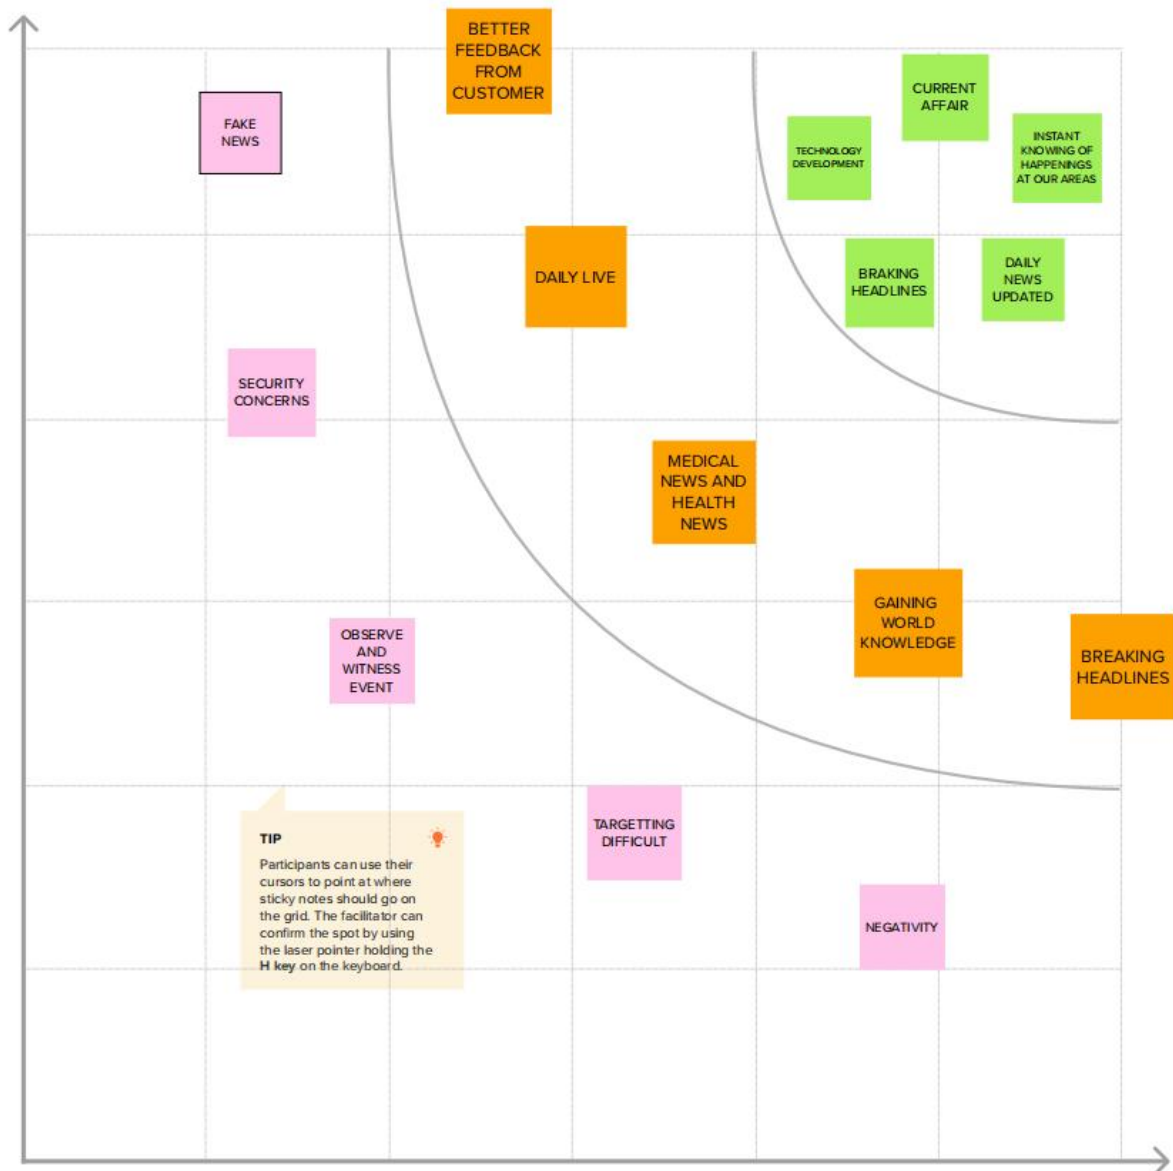 BETTER
FEEDBACK
FROM
CUSTOMER
FAKE
NEWS
CURRENT
AFFAIR
TECHNOLOGY
DEVELOPMENT
INSTANT
KNOWING OF
HAPPENINGS
AT OUR AREAS
DAILY LIVE
BRAKING
HEADLINES
DAILY
NEWS
UPDATED
SECURITY
CONCERNS
MEDICAL
NEWS AND
HEALTH
NEWS
GAINING
WORLD
KNOWLEDGE
BREAKING
HEADLINES
OBSERVE
AND
WITNESS
EVENT
TARGETTING
DIFFICULT
NEGATIVITY
TIP
Participants can use their
cursors to point at where
sticky notes should go on
the grid. The facilitator can
confirm the spot by using
the laser pointer holding the
H key on the keyboard.